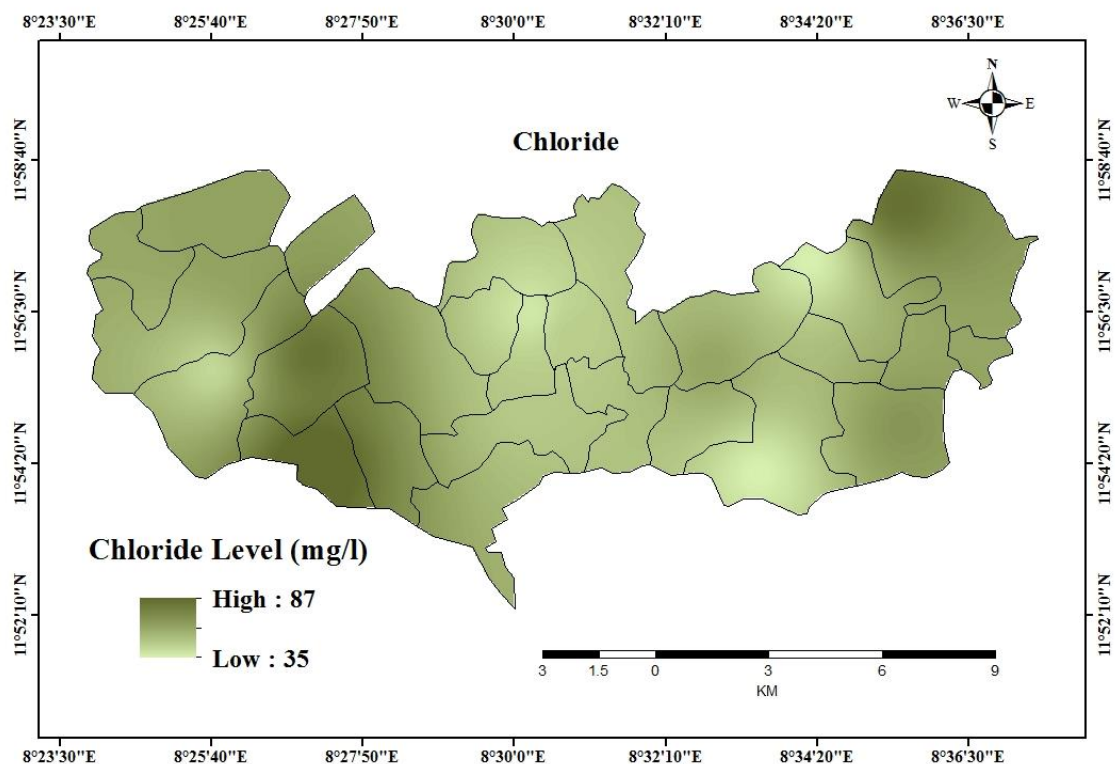 8°23'30"E 8°25'40"E 8°27'50"E 8°30'0"E 8°32'10"E 8°34'20"E 8°36'30"E
N
W E
S
Chloride
11°58'40"N 11°58'40"N
11°56'30"N 11°56'30"N
11°54'20"N 11°54'20"N
Chloride Level (mg/l)
High : 87
11°52'10"N 11°52'10"N
Low : 35
3 1.5 0 3 6 9
KM
8°23'30"E 8°25'40"E 8°27'50"E 8°30'0"E 8°32'10"E 8°34'20"E 8°36'30"E